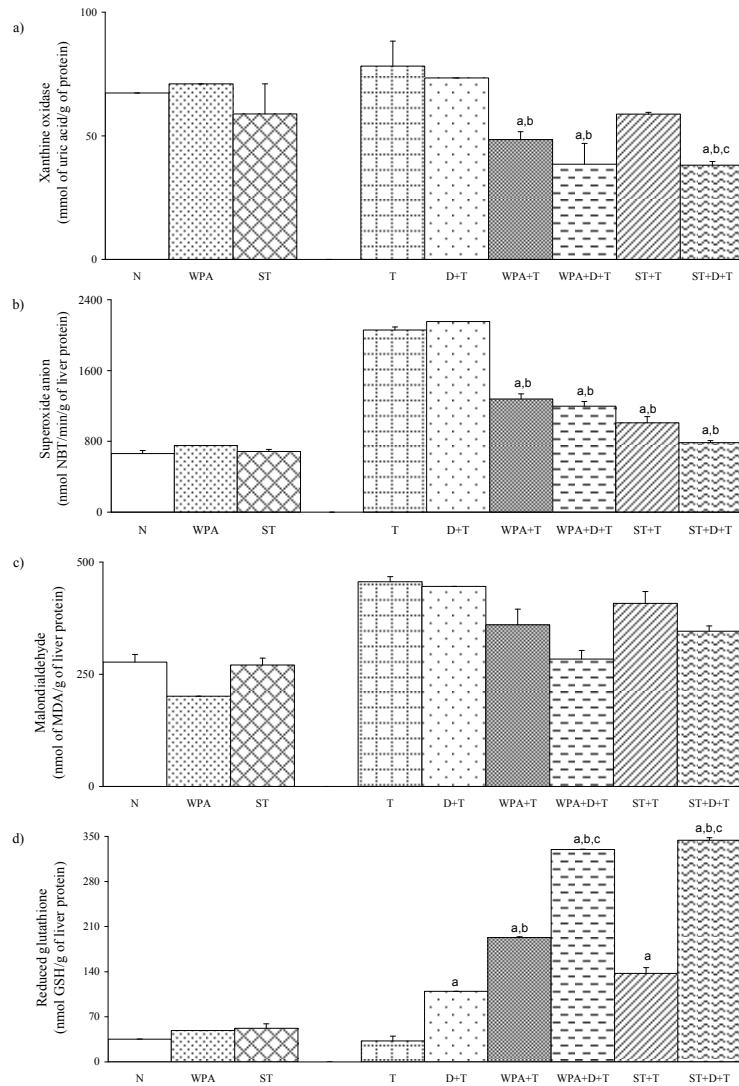 a)
Xanthine oxidase
(mmol of uric acid/g of protein)
100
50
0
a,b
a,b
a,b,c
N WPA ST T D+T WPA+T WPA+D+T ST+T ST+D+T
b)
Superoxide anion
(nmol NBT/min/g of liver protein)
2400
1600
800
0
a,b
a,b
a,b
a,b
N WPA ST T D+T WPA+T WPA+D+T ST+T ST+D+T
c)
Malondialdehyde
(nmol of MDA/g of liver protein)
500
250
0
N WPA ST T D+T WPA+T WPA+D+T ST+T ST+D+T
d)
Reduced glutathione
(nmol GSH/g of liver protein)
350
280
210
140
70
0
a
a,b
a,b,c
a
a,b,c
N WPA ST T D+T WPA+T WPA+D+T ST+T ST+D+T